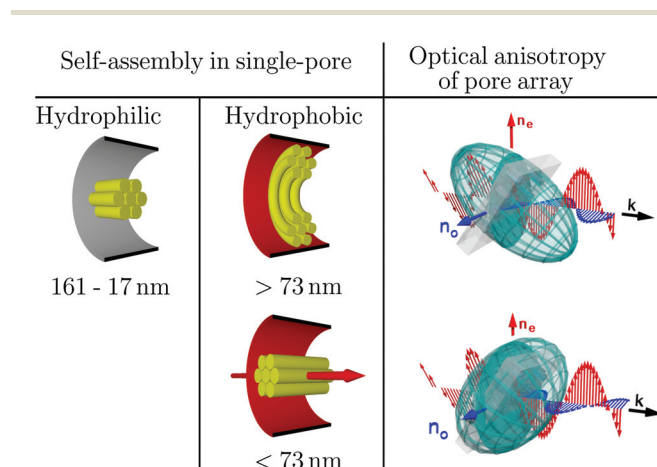 Self-assembly in single-pore
Optical anisotropy
of pore array
Hydrophilic
Hydrophobic
161 - 17 nm
> 73 nm
< 73 nm
n_e
n_o
k
n_e
n_o
k